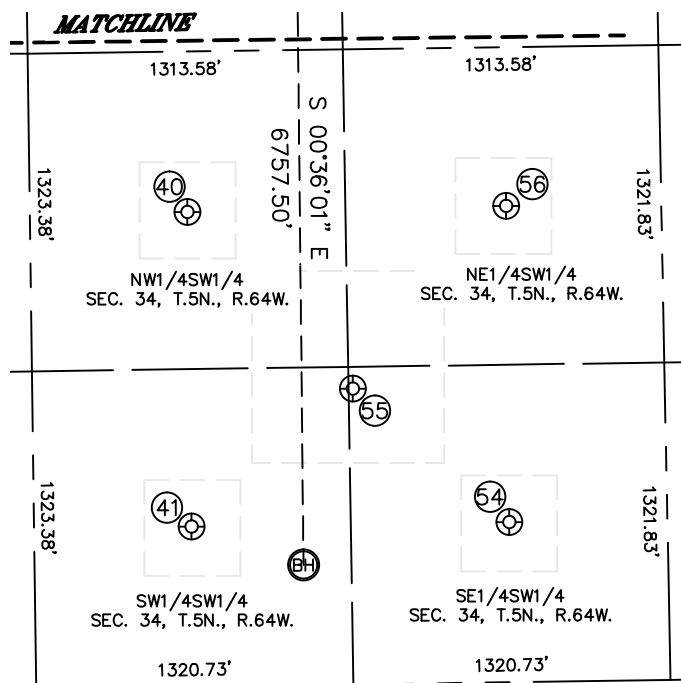 MATCHLINE
1313.58'
1313.58'
S 00°36'01" E
6757.50'
1323.38'
40
56
1321.83'
NW1/4SW1/4
SEC. 34, T.5N., R.64W.
NE1/4SW1/4
SEC. 34, T.5N., R.64W.
55
1323.38'
41
54
1321.83'
BH
SW1/4SW1/4
SEC. 34, T.5N., R.64W.
SE1/4SW1/4
SEC. 34, T.5N., R.64W.
1320.73'
1320.73'